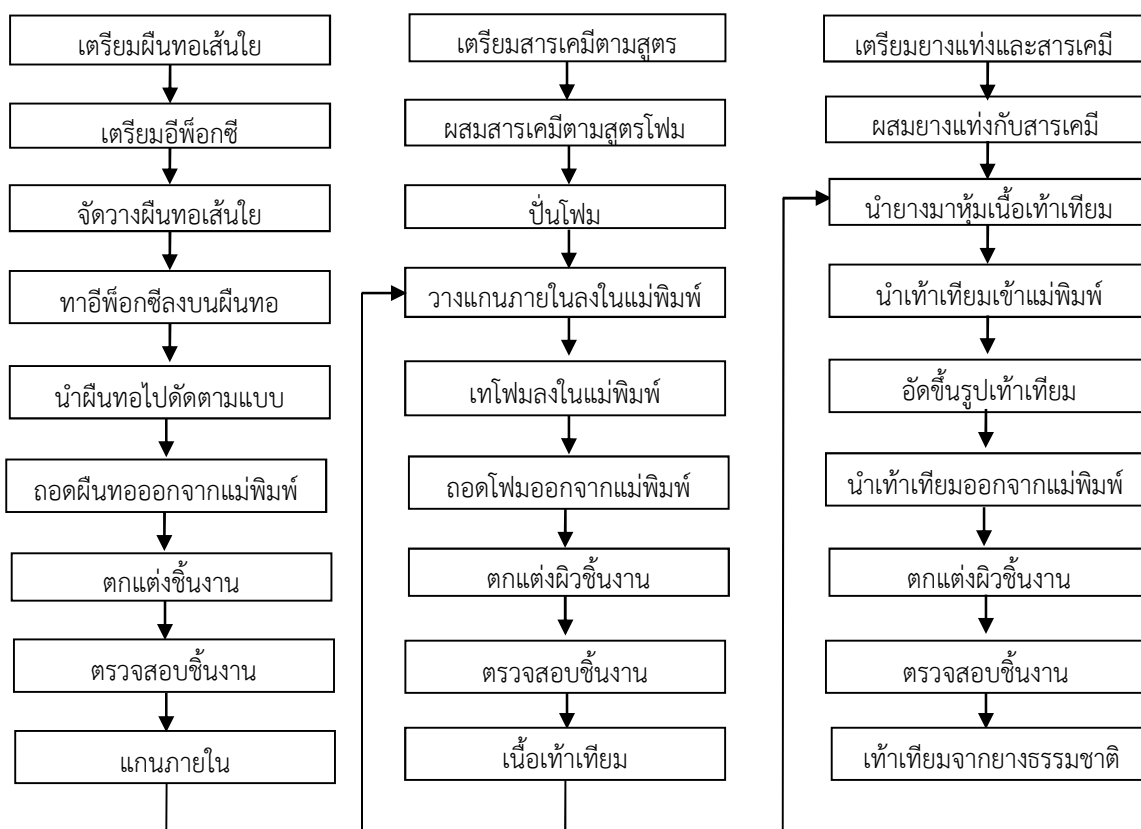 เตรียมผืนทอเส้นใย
เตรียมอีพ็อกซี
จัดวางผืนทอเส้นใย
ทาอีพ็อกซีลงบนผืนทอ
นำผืนทอไปดัดตามแบบ
ถอดผืนทอออกจากแม่พิมพ์
ตกแต่งชิ้นงาน
ตรวจสอบชิ้นงาน
แกนภายใน
เตรียมสารเคมีตามสูตร
ผสมสารเคมีตามสูตรโฟม
ปั่นโฟม
วางแกนภายในลงในแม่พิมพ์
เทโฟมลงในแม่พิมพ์
ถอดโฟมออกจากแม่พิมพ์
ตกแต่งผิวชิ้นงาน
ตรวจสอบชิ้นงาน
เนื้อเท้าเทียม
เตรียมยางแท่งและสารเคมี
ผสมยางแท่งกับสารเคมี
นำยางมาหุ้มเนื้อเท้าเทียม
นำเท้าเทียมเข้าแม่พิมพ์
อัดขึ้นรูปเท้าเทียม
นำเท้าเทียมออกจากแม่พิมพ์
ตกแต่งผิวชิ้นงาน
ตรวจสอบชิ้นงาน
เท้าเทียมจากยางธรรมชาติ